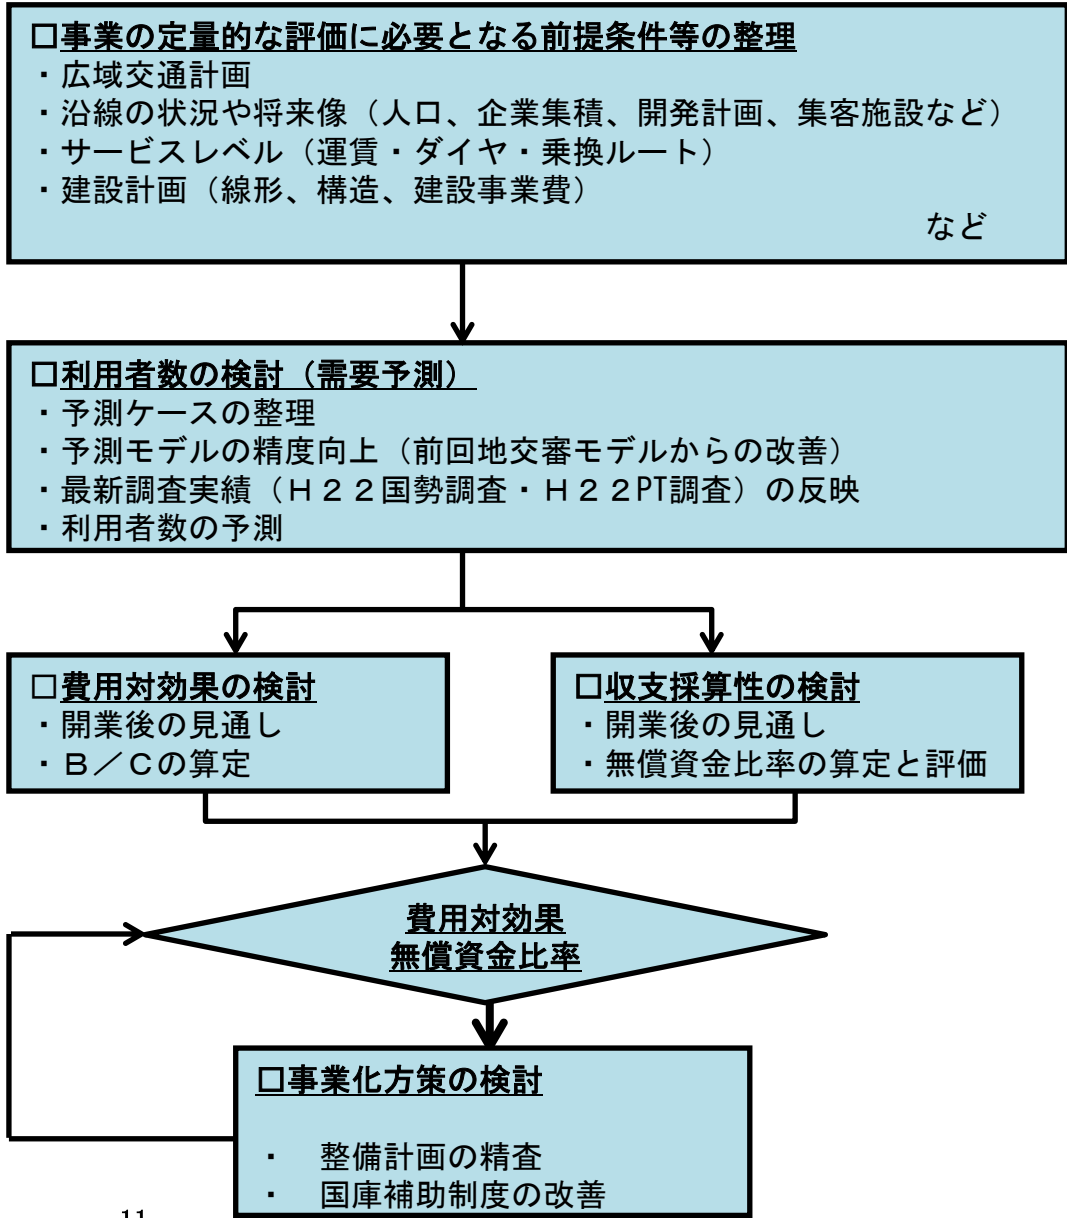 □事業の定量的な評価に必要となる前提条件等の整理
・広域交通計画
・沿線の状況や将来像（人口、企業集積、開発計画、集客施設など）
・サービスレベル（運賃・ダイヤ・乗換ルート）
・建設計画（線形、構造、建設事業費）
など
□利用者数の検討（需要予測）
・予測ケースの整理
・予測モデルの精度向上（前回地交審モデルからの改善）
・最新調査実績（Ｈ２２国勢調査・Ｈ２２PT調査）の反映
・利用者数の予測
□費用対効果の検討
・開業後の見通し
・Ｂ／Ｃの算定
□収支採算性の検討
・開業後の見通し
・無償資金比率の算定と評価
費用対効果
無償資金比率
□事業化方策の検討
・　整備計画の精査
・　国庫補助制度の改善
11